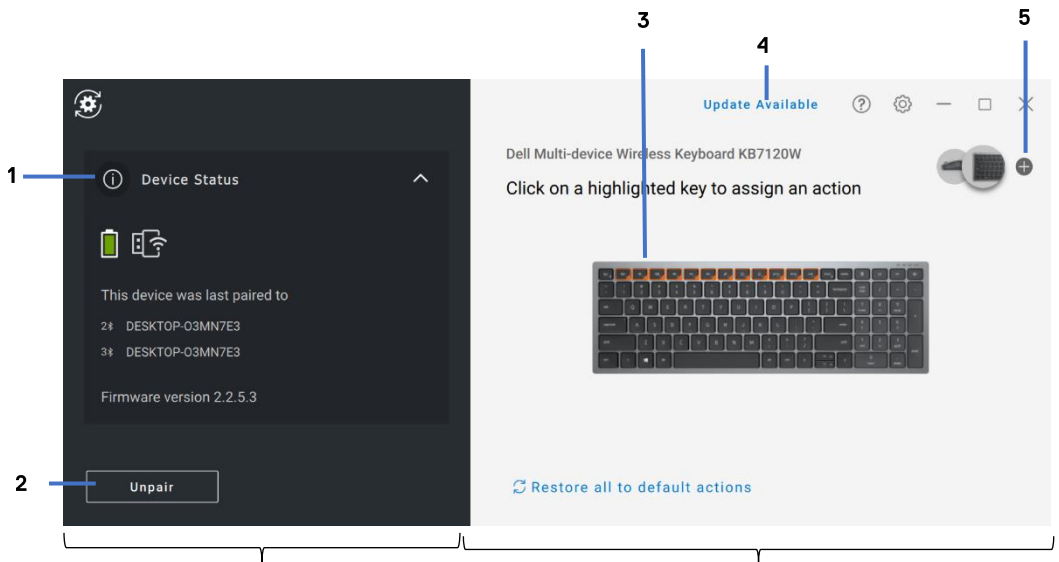 3
5
4
Update Available
Dell Multi-device Wireless Keyboard KB7120W
1
Device Status
Click on a highlighted key to assign an action
This device was last paired to
2 DESKTOP-O3MN7E3
3 DESKTOP-O3MN7E3
Firmware version 2.2.5.3
2
Unpair
Restore all to default actions